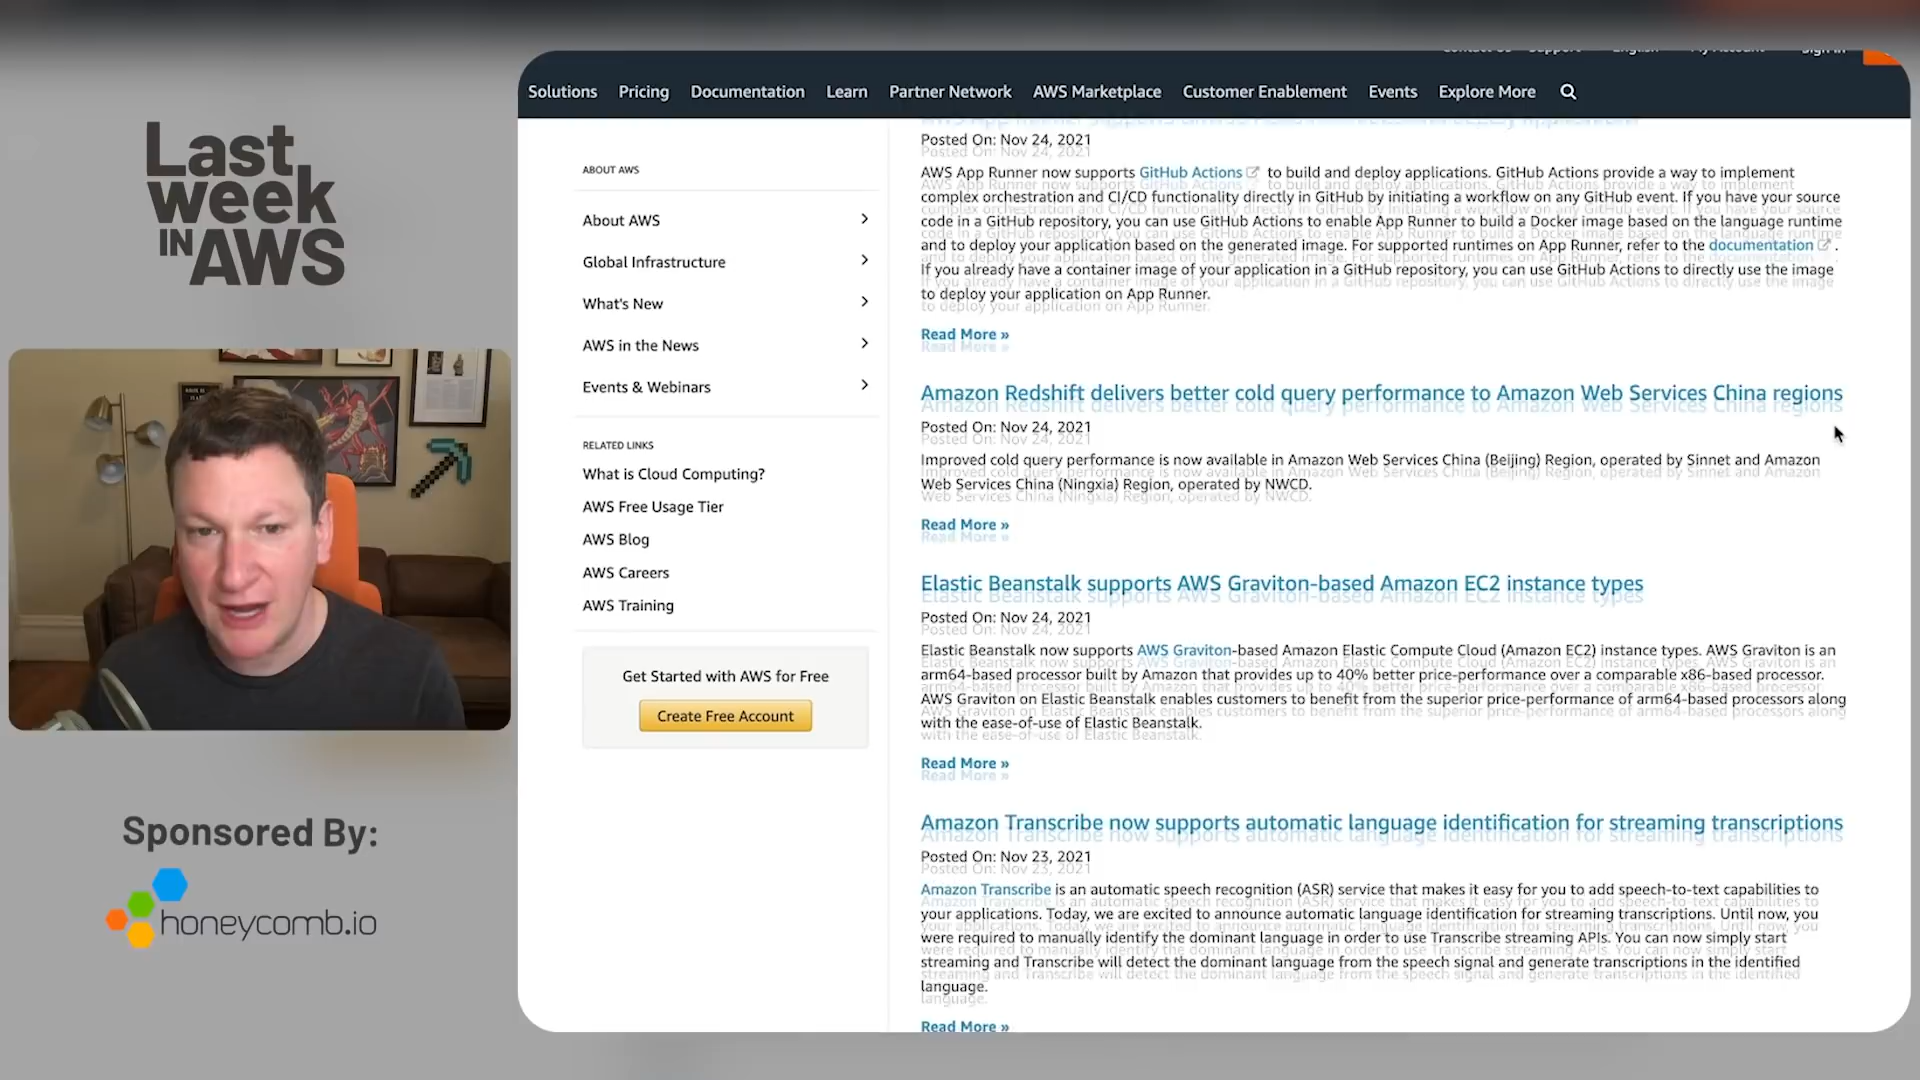 Last
week
IN AWS
Sponsored By:
honeycomb.io
Contact Us Support English My Account Sign In
Solutions Pricing Documentation Learn Partner Network AWS Marketplace Customer Enablement Events Explore More
ABOUT AWS
About AWS
Global Infrastructure
What's New
AWS in the News
Events & Webinars
RELATED LINKS
What is Cloud Computing?
AWS Free Usage Tier
AWS Blog
AWS Careers
AWS Training
Get Started with AWS for Free
Create Free Account
Posted On: Nov 24, 2021
AWS App Runner now supports GitHub Actions to build and deploy applications. GitHub Actions provide a way to implement
complex orchestration and CI/CD functionality directly in GitHub by initiating a workflow on any GitHub event. If you have your source
code in a GitHub repository, you can use GitHub Actions to enable App Runner to build a Docker image based on the language runtime
and to deploy your application based on the generated image. For supported runtimes on App Runner, refer to the documentation .
If you already have a container image of your application in a GitHub repository, you can use GitHub Actions to directly use the image
to deploy your application on App Runner.
Read More »
Amazon Redshift delivers better cold query performance to Amazon Web Services China regions
Posted On: Nov 24, 2021
Improved cold query performance is now available in Amazon Web Services China (Beijing) Region, operated by Sinnet and Amazon
Web Services China (Ningxia) Region, operated by NWCD.
Read More »
Elastic Beanstalk supports AWS Graviton-based Amazon EC2 instance types
Posted On: Nov 24, 2021
Elastic Beanstalk now supports AWS Graviton-based Amazon Elastic Compute Cloud (Amazon EC2) instance types. AWS Graviton is an
arm64-based processor built by Amazon that provides up to 40% better price-performance over a comparable x86-based processor.
AWS Graviton on Elastic Beanstalk enables customers to benefit from the superior price-performance of arm64-based processors along
with the ease-of-use of Elastic Beanstalk.
Read More »
Amazon Transcribe now supports automatic language identification for streaming transcriptions
Posted On: Nov 23, 2021
Amazon Transcribe is an automatic speech recognition (ASR) service that makes it easy for you to add speech-to-text capabilities to
your applications. Today, we are excited to announce automatic language identification for streaming transcriptions. Until now, you
were required to manually identify the dominant language in order to use Transcribe streaming APIs. You can now simply start
streaming and Transcribe will detect the dominant language from the speech signal and generate transcriptions in the identified
language.
Read More »